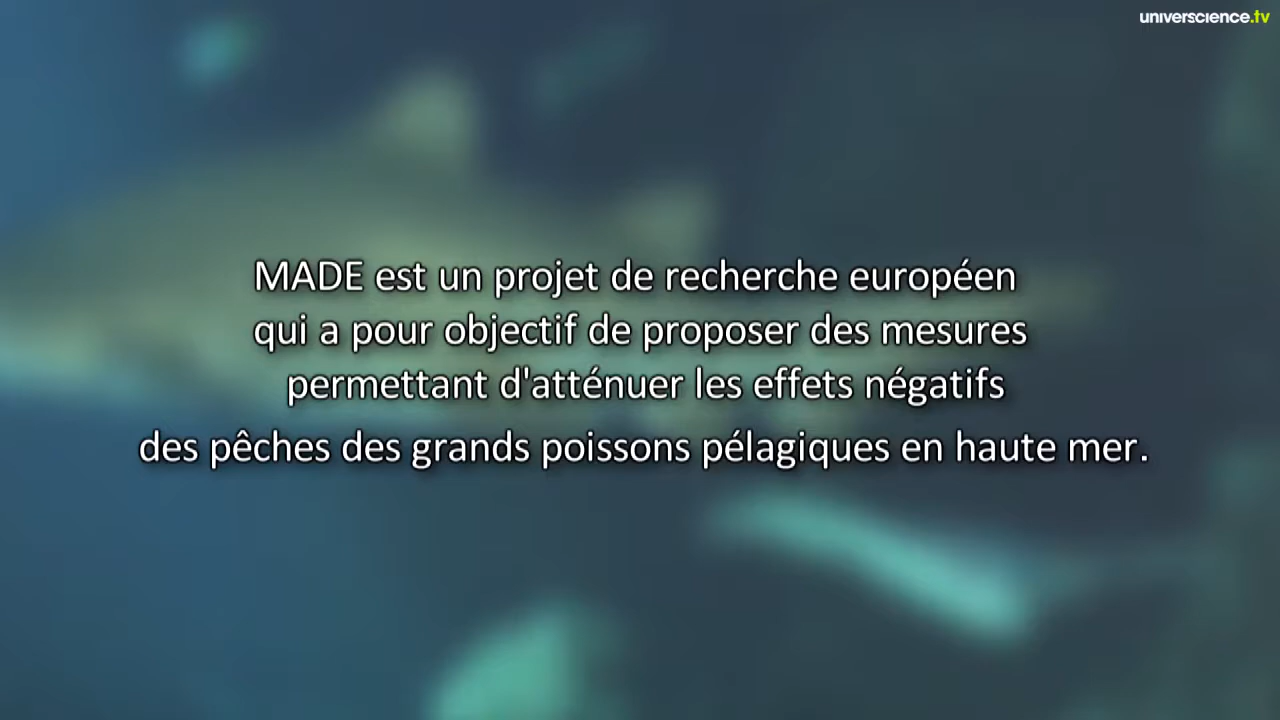 universcience.tv
MADE est un projet de recherche européen
qui a pour objectif de proposer des mesures
permettant d'atténuer les effets négatifs
des pêches des grands poissons pélagiques en haute mer.